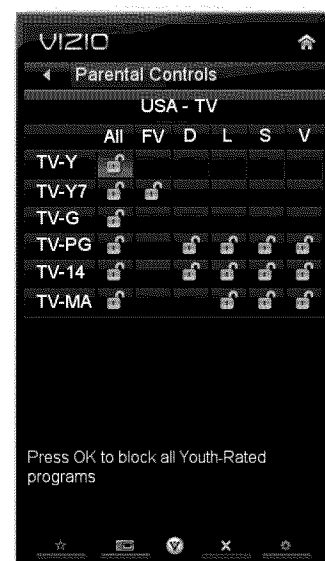 VIZIO
Parental Controls
USA - TV
All FV D L S V
TV-Y
TV-Y7
TV-G
TV-PG
TV-14
TV-MA
Press OK to block all Youth-Rated
programs
V